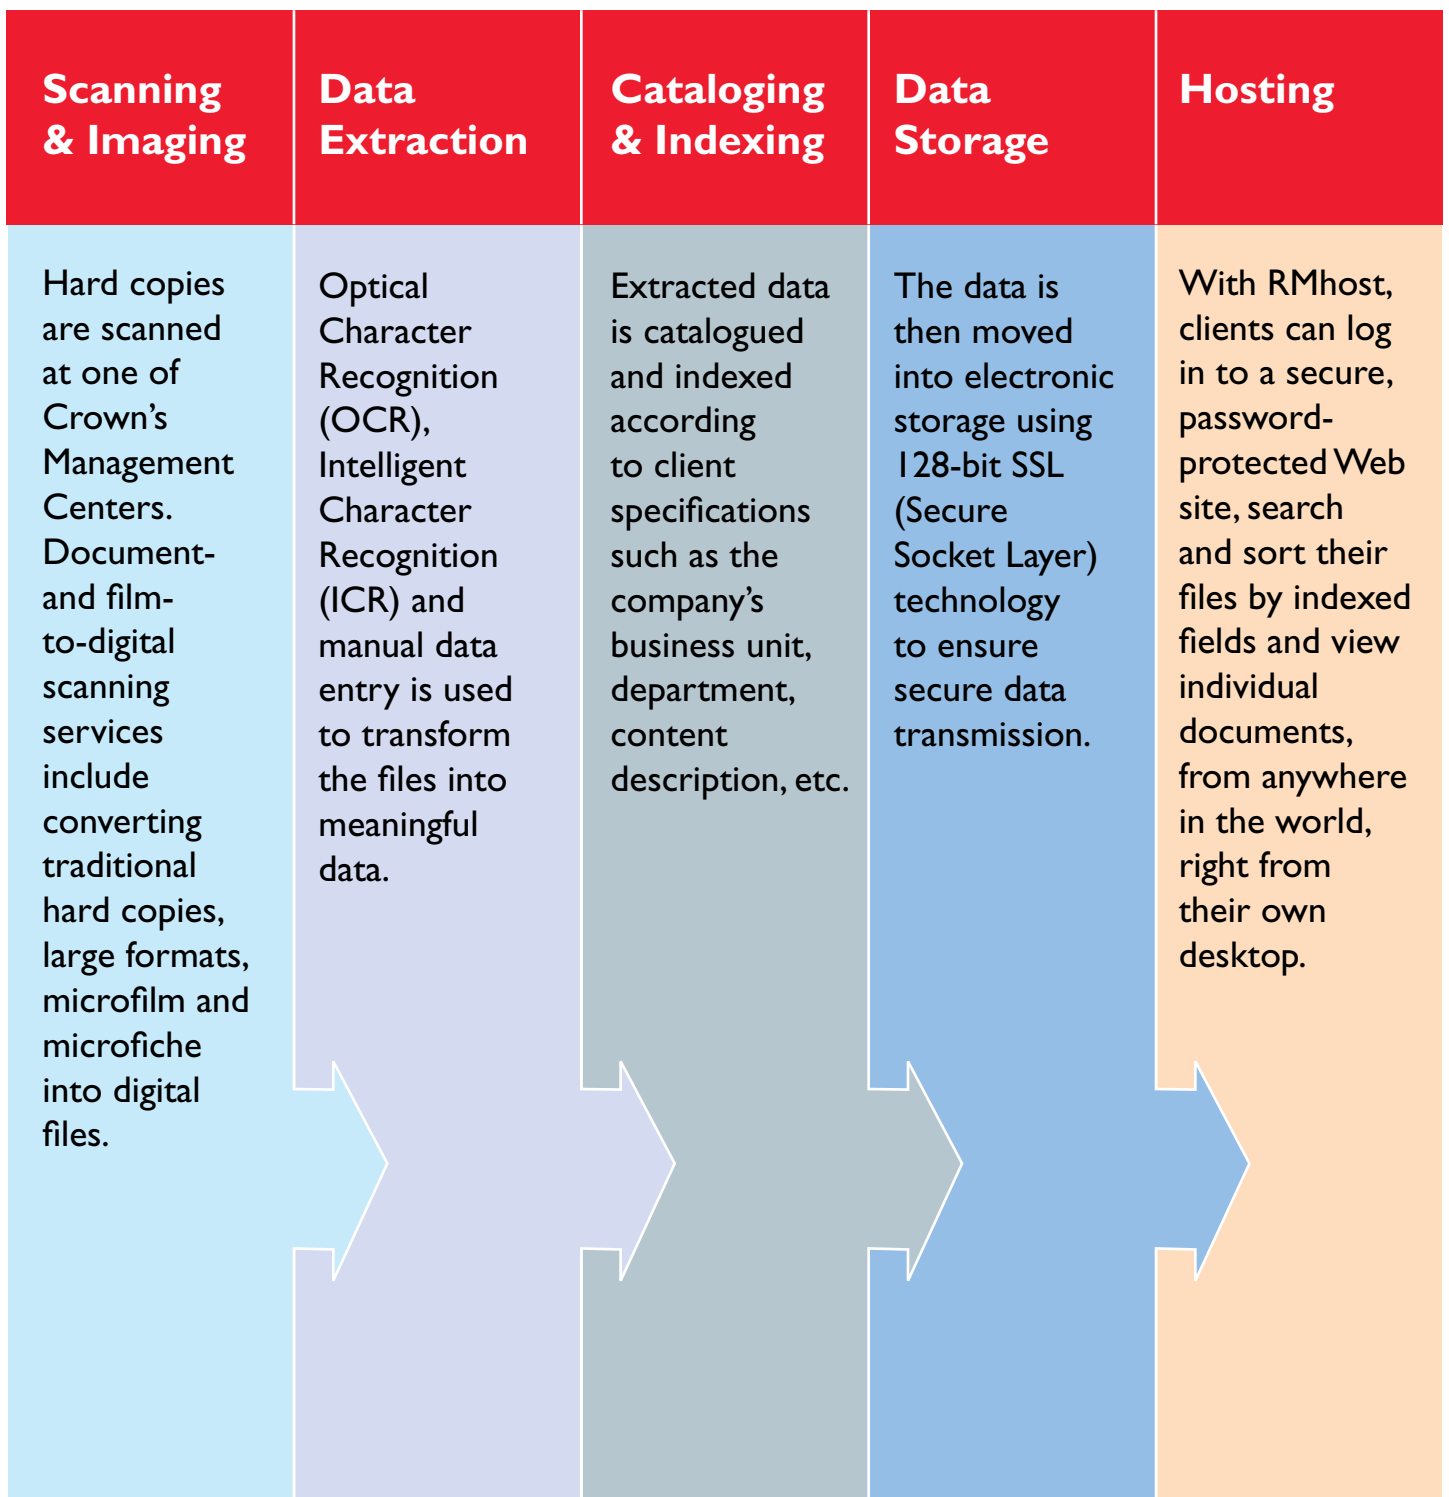 Scanning
& Imaging
Data
Extraction
Cataloging
& Indexing
Data
Storage
Hosting
Hard copies
are scanned
at one of
Crown’s
Management
Centers.
Document-
and film-
to-digital
scanning
services
include
converting
traditional
hard copies,
large formats,
microfilm and
microfiche
into digital
files.
Optical
Character
Recognition
(OCR),
Intelligent
Character
Recognition
(ICR) and
manual data
entry is used
to transform
the files into
meaningful
data.
Extracted data
is catalogued
and indexed
according
to client
specifications
such as the
company’s
business unit,
department,
content
description, etc.
The data is
then moved
into electronic
storage using
128-bit SSL
(Secure
Socket Layer)
technology
to ensure
secure data
transmission.
With RMhost,
clients can log
in to a secure,
password-
protected Web
site, search
and sort their
files by indexed
fields and view
individual
documents,
from anywhere
in the world,
right from
their own
desktop.